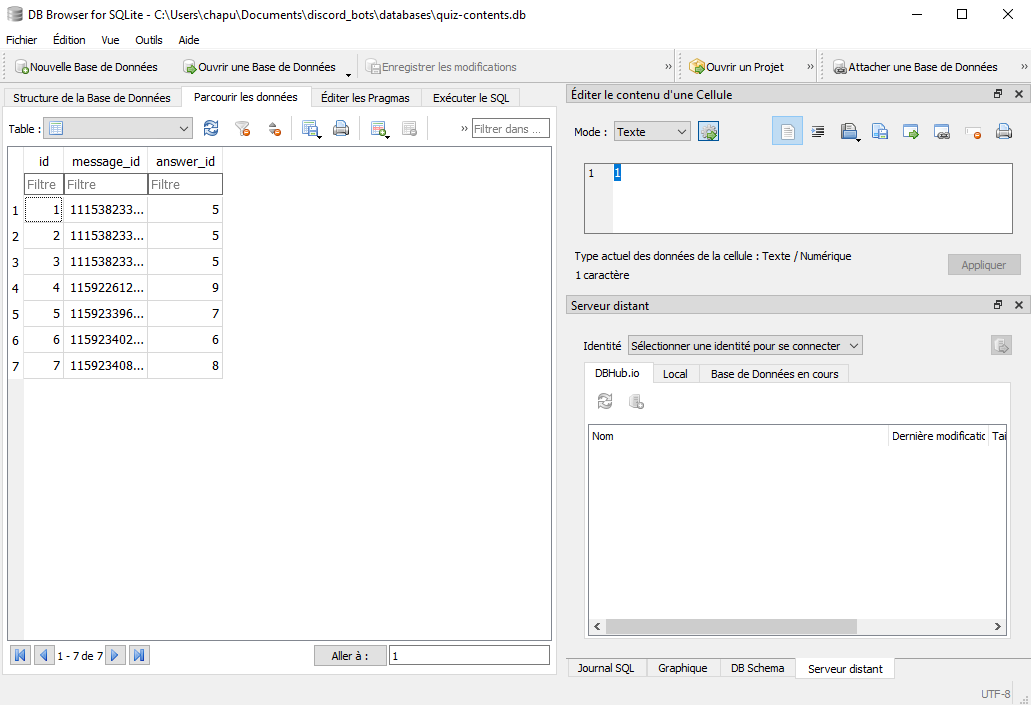 DB Browser for SQLite - C:\Users\chapu\Documents\discord_bots\databases\quiz-contents.db
Fichier Édition Vue Outils Aide
Nouvelle Base de Données Ouvrir une Base de Données Enregistrer les modifications » Ouvrir un Projet » Attacher une Base de Données »
Structure de la Base de Données Parcourir les données Éditer les Pragmas Exécuter le SQL
Table : » Filtrer dans ...
id message_id answer_id
Filtre Filtre Filtre
1 1 111538233... 5
2 2 111538233... 5
3 3 111538233... 5
4 4 115922612... 9
5 5 115923396... 7
6 6 115923402... 6
7 7 115923408... 8
1 - 7 de 7 Aller à : 1
Éditer le contenu d'une Cellule
Mode : Texte
1 1
Type actuel des données de la cellule : Texte / Numérique
1 caractère
Appliquer
Serveur distant
Identité Sélectionner une identité pour se connecter
DBHub.io Local Base de Données en cours
Nom Dernière modificatic Tai
Journal SQL Graphique DB Schema Serveur distant
UTF-8